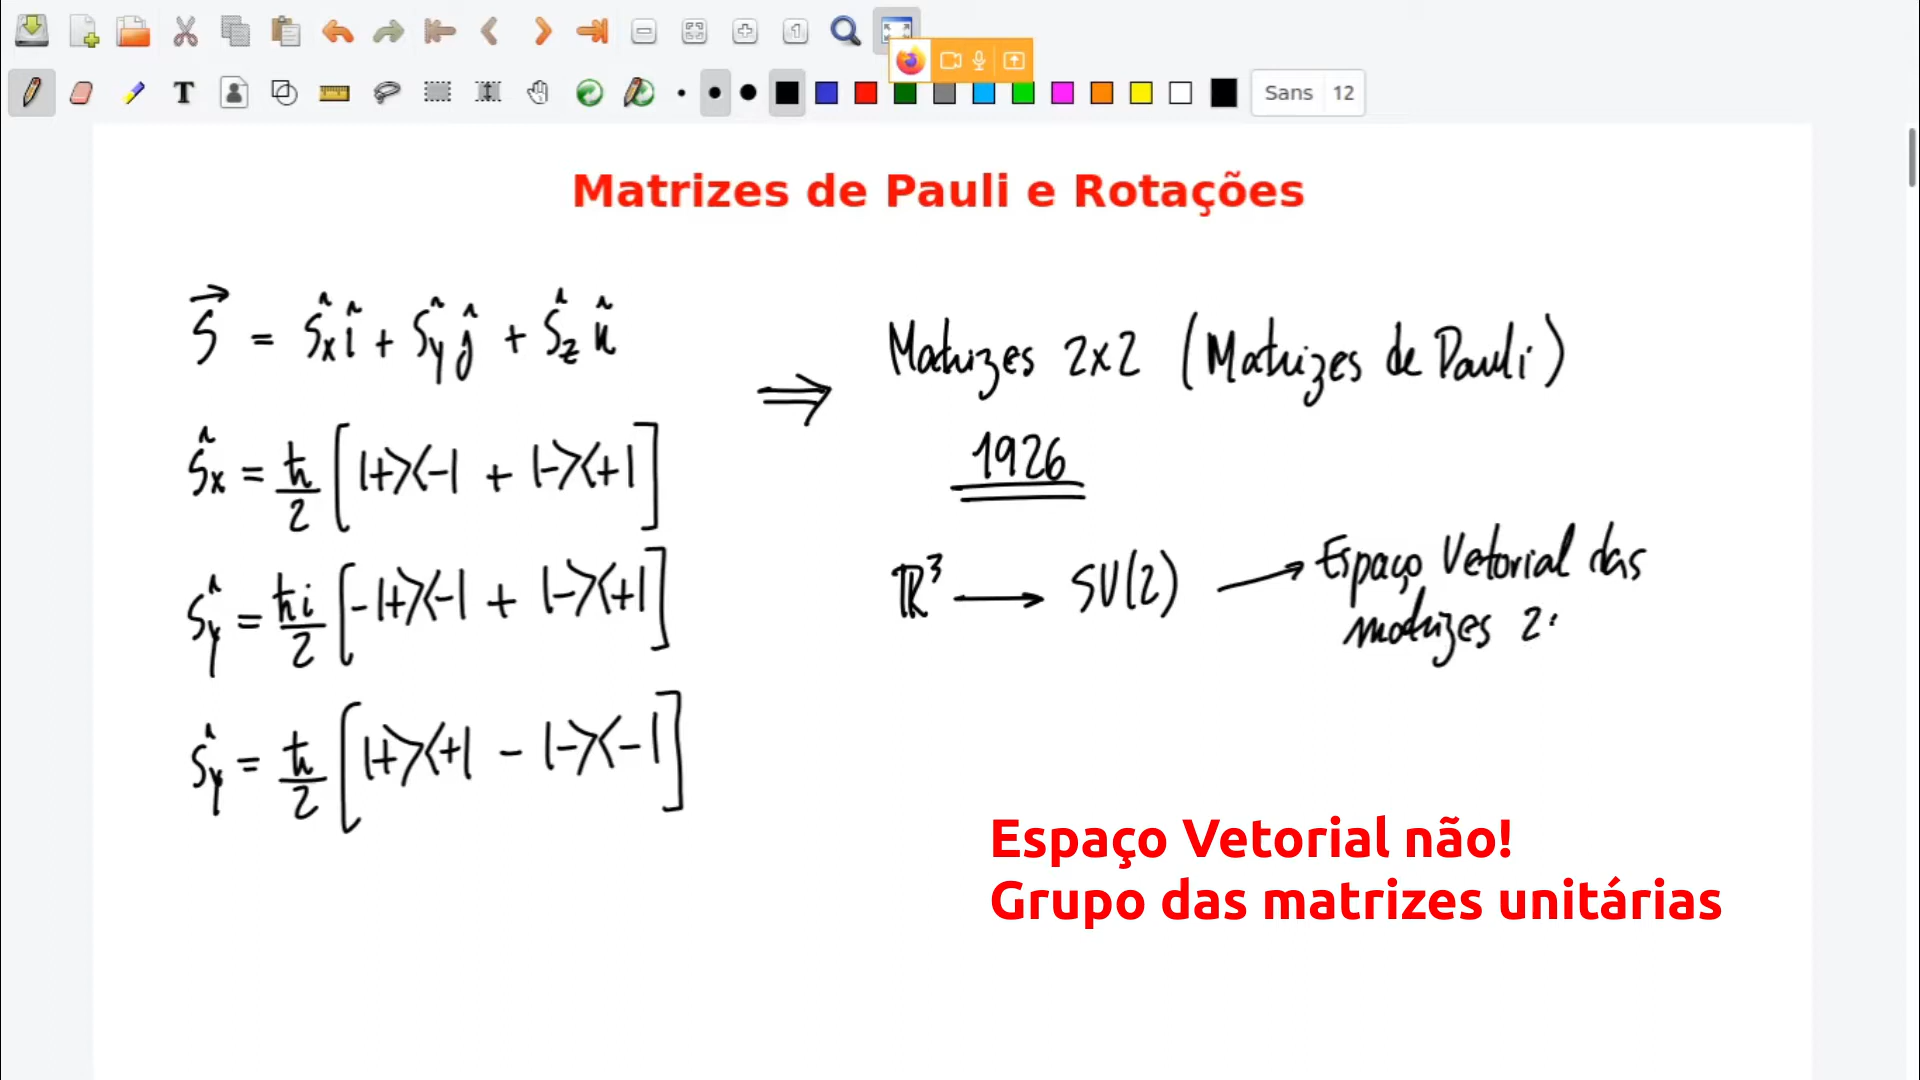 Sans 12
Matrizes de Pauli e Rotações
S⃗ = Ŝx î + Ŝy ĵ + Ŝz k̂
Ŝx = ħ/2 [|+><-| + |-><+|]
Ŝy = ħi/2 [-|+><-| + |-><+|]
Ŝy = ħ/2 [|+><+| - |-><-|]
⇒ Matrizes 2x2 (Matrizes de Pauli)
1926
ℝ³ → SU(2) → Espaço Vetorial das
matrizes 2
Espaço Vetorial não!
Grupo das matrizes unitárias